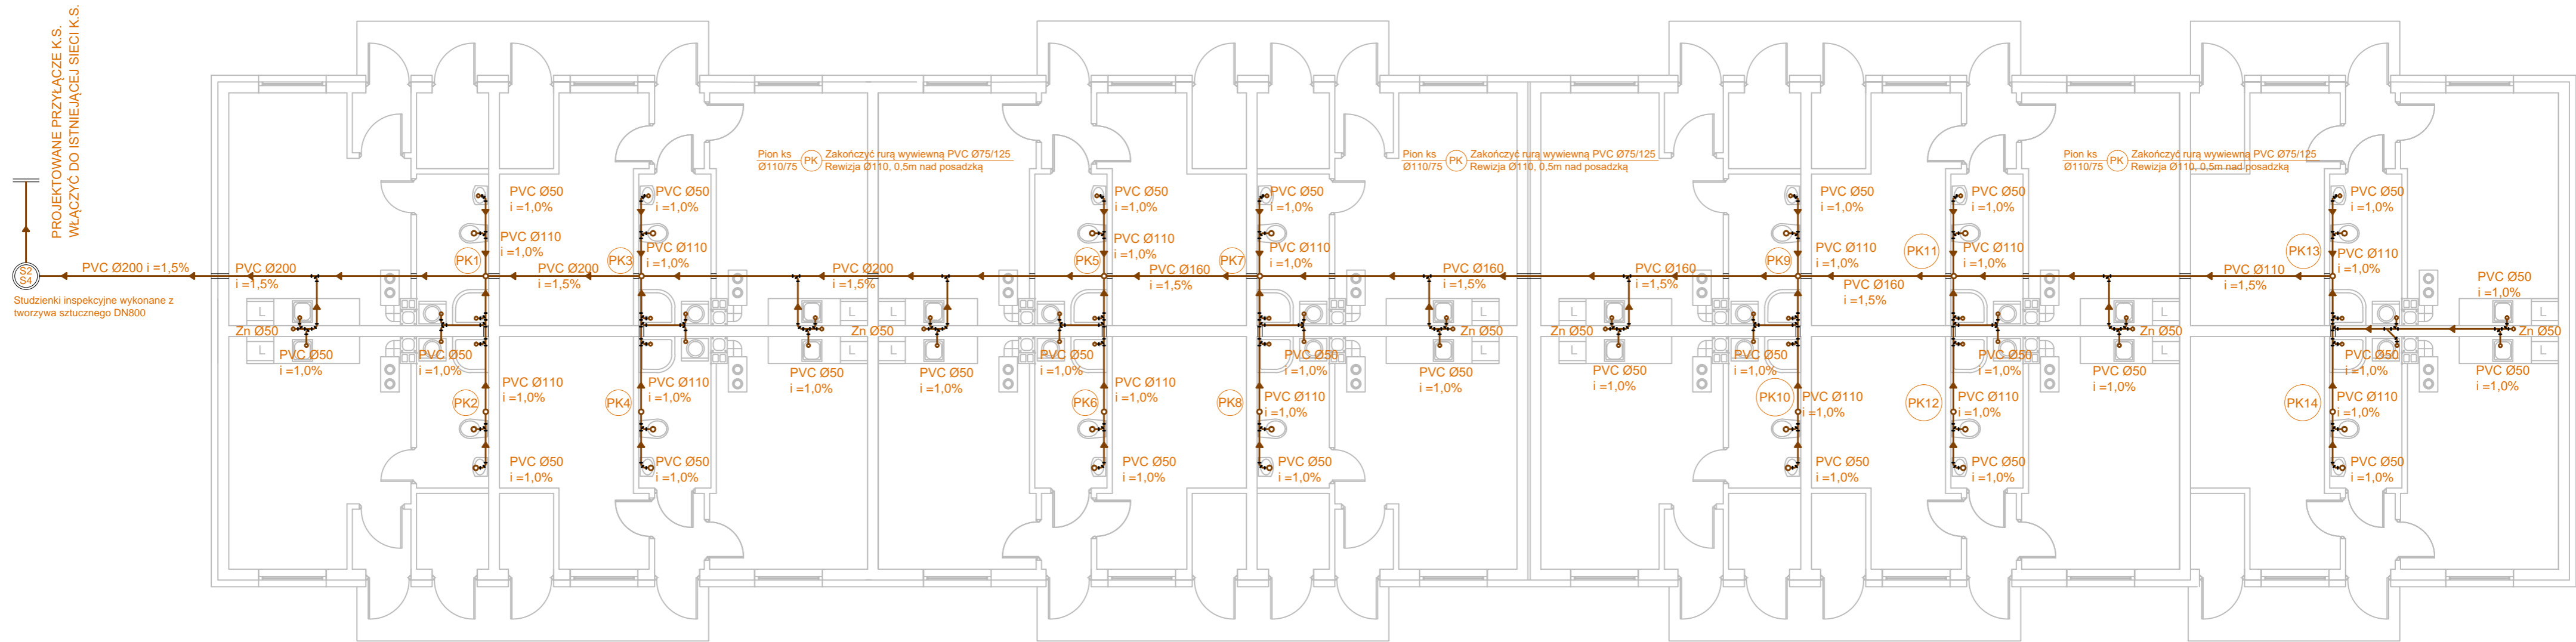 PROJEKTOWANE PRZYŁĄCZE K.S.
WŁĄCZYĆ DO ISTNIEJĄCEJ SIECI K.S.
Pion ks
Ø110/75
PK
Zakończyć rurą wywiewną PVC Ø75/125
Rewizja Ø110, 0,5m nad posadzką
Pion ks
Ø110/75
PK
Zakończyć rurą wywiewną PVC Ø75/125
Rewizja Ø110, 0,5m nad posadzką
Pion ks
Ø110/75
PK
Zakończyć rurą wywiewną PVC Ø75/125
Rewizja Ø110, 0,5m nad posadzką
PVC Ø50
i =1,0%
PVC Ø50
i =1,0%
PVC Ø50
i =1,0%
PVC Ø50
i =1,0%
PVC Ø50
i =1,0%
PVC Ø50
i =1,0%
PVC Ø50
i =1,0%
PVC Ø110
i =1,0%
PVC Ø110
i =1,0%
PVC Ø110
i =1,0%
PVC Ø110
i =1,0%
PVC Ø110
i =1,0%
PVC Ø110
i =1,0%
PVC Ø110
i =1,0%
PK1
PK3
PK5
PK7
PK9
PK11
PK13
S2
S4
PVC Ø200 i =1,5%
PVC Ø200
i =1,5%
PVC Ø200
i =1,5%
PVC Ø200
i =1,5%
PVC Ø160
i =1,5%
PVC Ø160
i =1,5%
PVC Ø160
i =1,5%
PVC Ø160
i =1,5%
PVC Ø110
i =1,5%
PVC Ø50
i =1,0%
Studzienki inspekcyjne wykonane z
tworzywa sztucznego DN800
L
L
L
L
L
L
L
L
Zn Ø50
Zn Ø50
Zn Ø50
Zn Ø50
Zn Ø50
Zn Ø50
L
L
L
L
L
L
L
L
PVC Ø50
i =1,0%
PVC Ø50
i =1,0%
PVC Ø50
i =1,0%
PVC Ø50
i =1,0%
PVC Ø50
i =1,0%
PVC Ø50
i =1,0%
PVC Ø50
i =1,0%
PVC Ø50
i =1,0%
PVC Ø50
i =1,0%
PVC Ø50
i =1,0%
PVC Ø50
i =1,0%
PVC Ø50
i =1,0%
PVC Ø50
i =1,0%
PVC Ø110
i =1,0%
PVC Ø110
i =1,0%
PVC Ø110
i =1,0%
PVC Ø110
i =1,0%
PVC Ø110
i =1,0%
PVC Ø110
i =1,0%
PVC Ø110
i =1,0%
PK2
PK4
PK6
PK8
PK10
PK12
PK14
PVC Ø50
i =1,0%
PVC Ø50
i =1,0%
PVC Ø50
i =1,0%
PVC Ø50
i =1,0%
PVC Ø50
i =1,0%
PVC Ø50
i =1,0%
PVC Ø50
i =1,0%